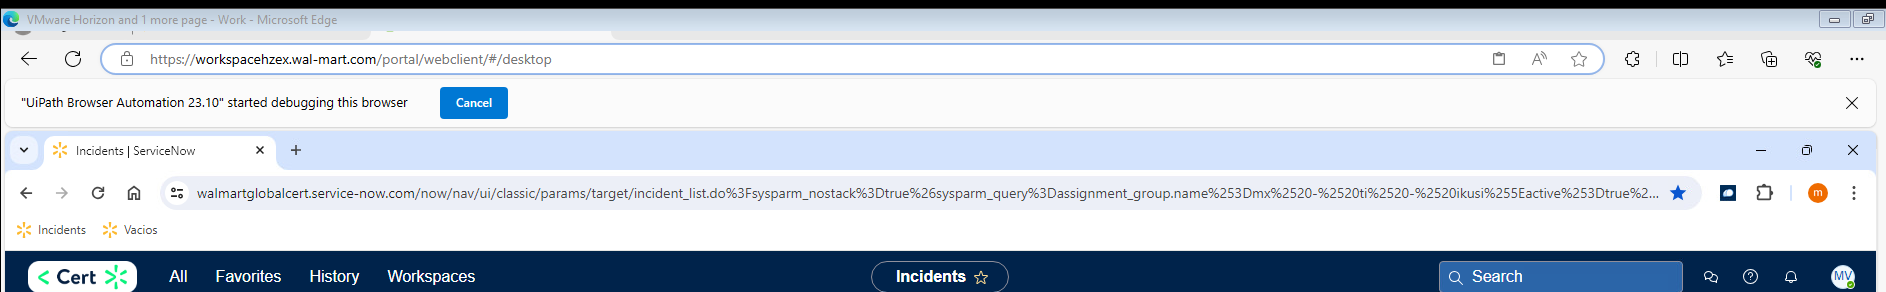 VMware Horizon and 1 more page - Work - Microsoft Edge
https://workspacehzex.wal-mart.com/portal/webclient/#/desktop
"UiPath Browser Automation 23.10" started debugging this browser Cancel
Incidents | ServiceNow
walmartglobalcert.service-now.com/now/nav/ui/classic/params/target/incident_list.do%3Fsysparm_nostack%3Dtrue%26sysparm_query%3Dassignment_group.name%253Dmx%2520-%2520ti%2520-%2520ikusi%255Eactive%253Dtrue%2... m
Incidents Vacios
Cert All Favorites History Workspaces Incidents Search MV